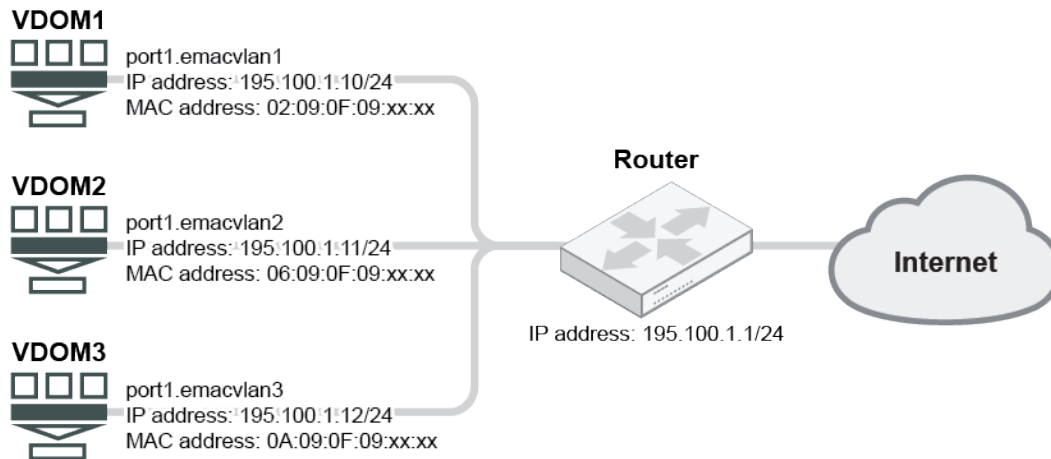 VDOM1
port1.emacvlan1
IP address: 195.100.1.10/24
MAC address: 02:09:0F:09:xx:xx
VDOM2
port1.emacvlan2
IP address: 195.100.1.11/24
MAC address: 06:09:0F:09:xx:xx
VDOM3
port1.emacvlan3
IP address: 195.100.1.12/24
MAC address: 0A:09:0F:09:xx:xx
Router
IP address: 195.100.1.1/24
Internet